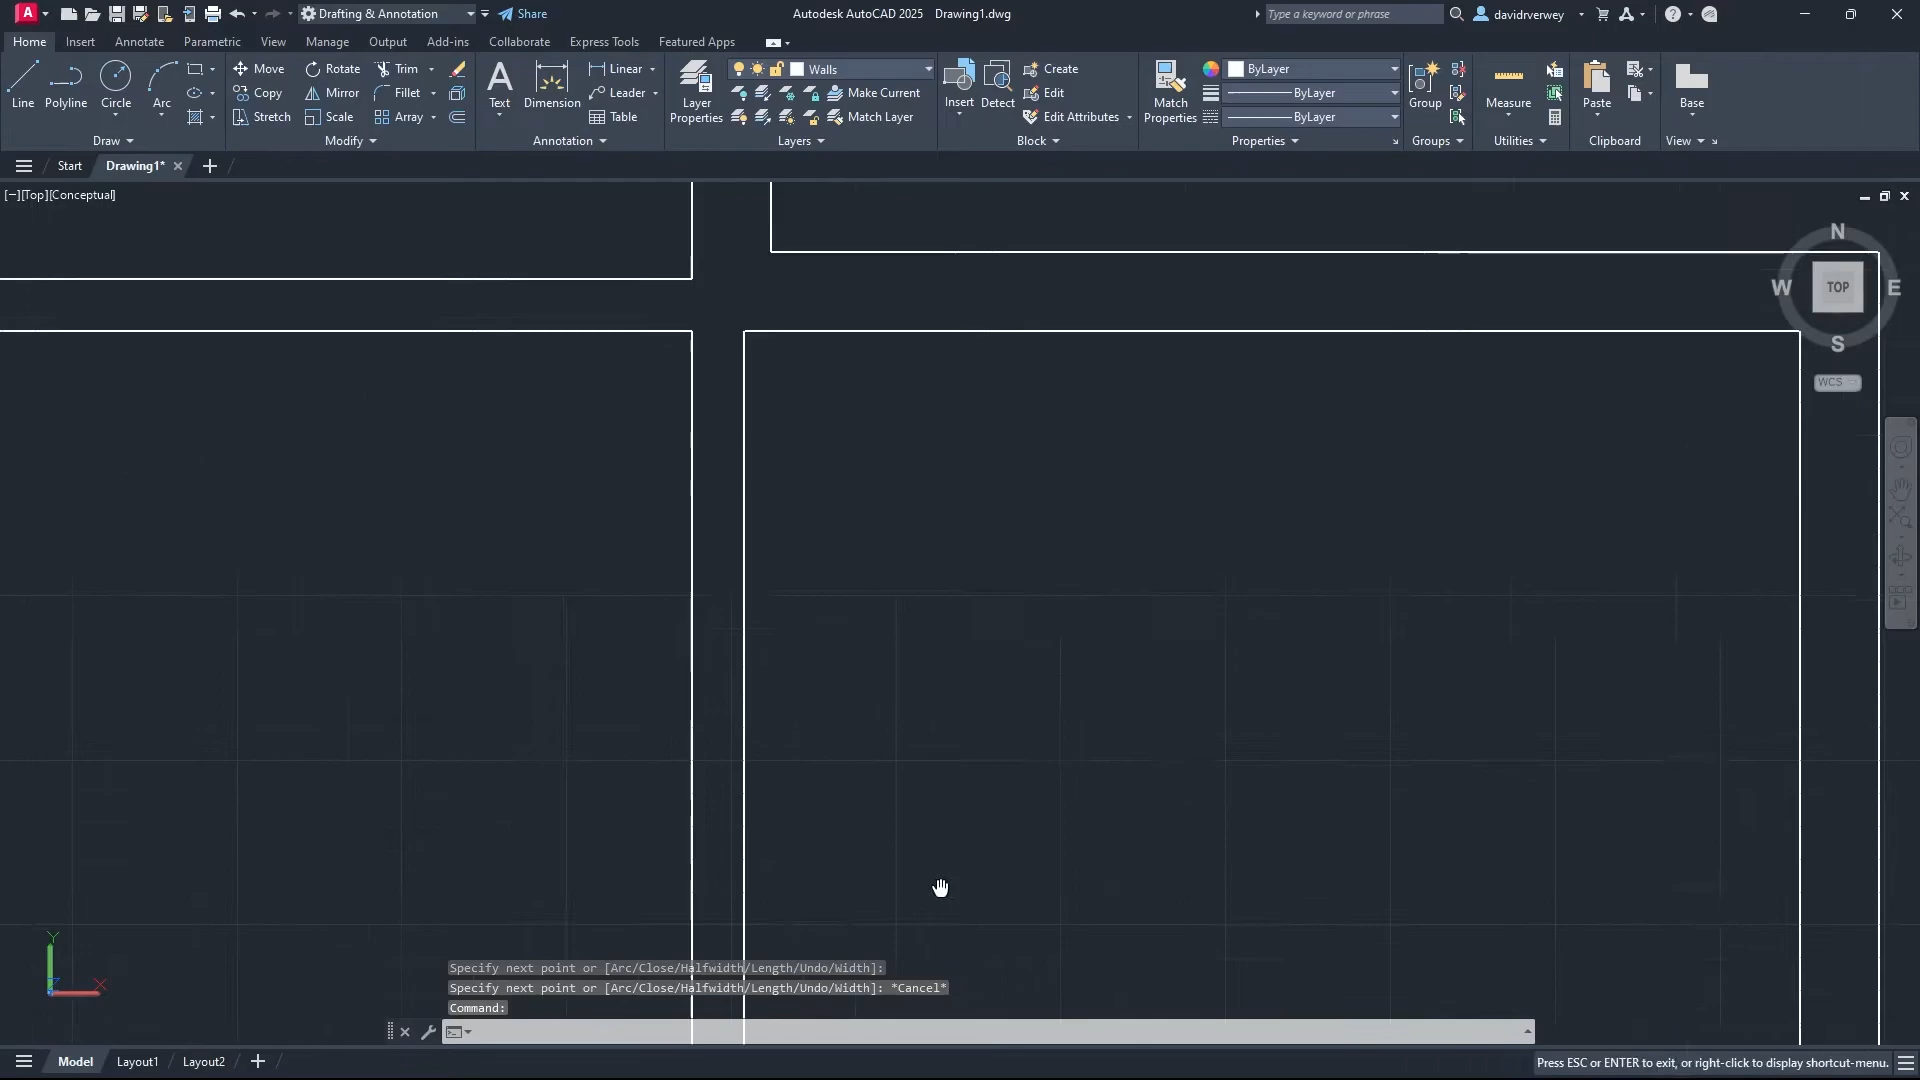 A Drafting & Annotation Share Autodesk AutoCAD 2025 Drawing1.dwg Type a keyword or phrase davidrverwey
Home Insert Annotate Parametric View Manage Output Add-ins Collaborate Express Tools Featured Apps
Line Polyline Circle Arc
Move Rotate Trim
Copy Mirror Fillet
Stretch Scale Array
Text Dimension
Linear
Leader
Table
Layer Properties
Walls
Make Current
Match Layer
Insert Detect
Create
Edit
Edit Attributes
Match Properties
ByLayer
ByLayer
ByLayer
Group Measure Paste Base
Draw Modify Annotation Layers Block Properties Groups Utilities Clipboard View
Start Drawing1*
[−][Top][Conceptual]
N
W TOP E
S
WCS
Y
Z X
Specify next point or [Arc/Close/Halfwidth/Length/Undo/Width]:
Specify next point or [Arc/Close/Halfwidth/Length/Undo/Width]: *Cancel*
Command:
Model Layout1 Layout2 Press ESC or ENTER to exit, or right-click to display shortcut-menu.